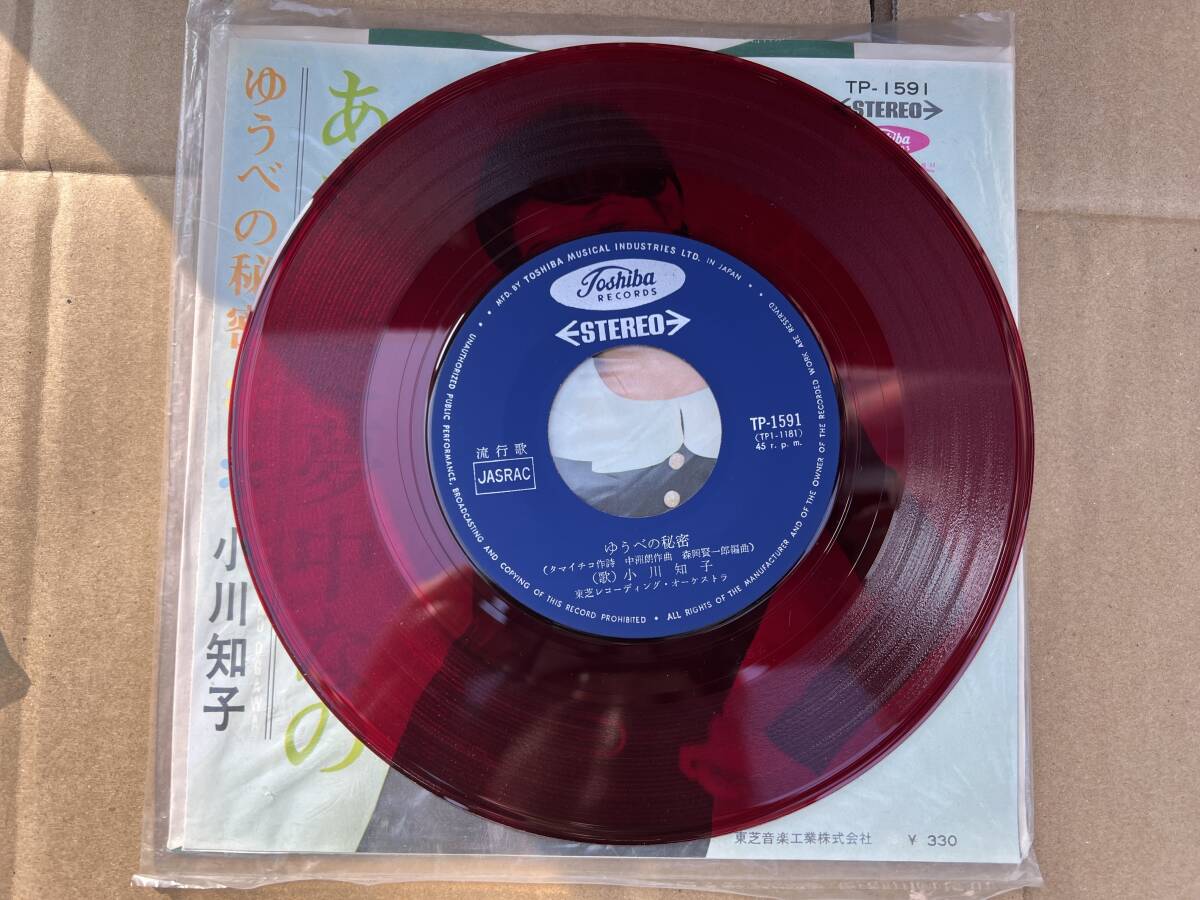 ゆうべの秘密
小川知子
あ
の
TP-1591
STEREO
Toshiba
東芝音楽工業株式会社 ¥ 330
MFD. BY TOSHIBA MUSICAL INDUSTRIES LTD. IN JAPAN
Toshiba
RECORDS
STEREO
TP-1591
(TPI-1181)
45 r.p.m.
流行歌
JASRAC
ゆうべの秘密
(タマイチコ作詩 中洲朗作曲 森岡賢一郎編曲)
(歌) 小川知子
東芝レコーディング・オーケストラ
ALL RIGHTS OF THE MANUFACTURER AND OF THE OWNER OF THE RECORDED WORK ARE RESERVED
UNAUTHORIZED PUBLIC PERFORMANCE, BROADCASTING AND COPYING OF THIS RECORD PROHIBITED